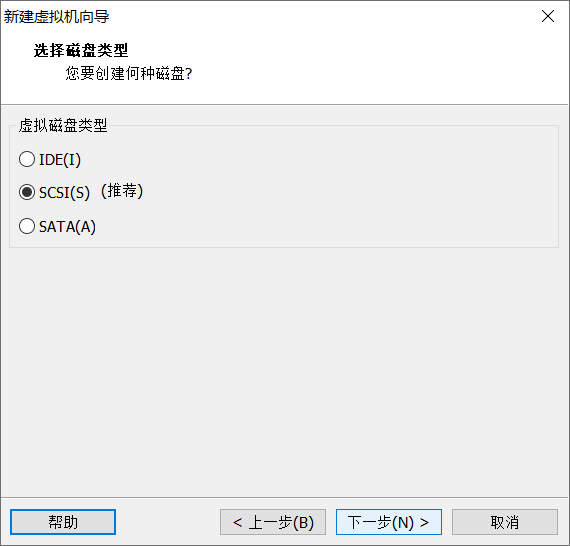 新建虚拟机向导
选择磁盘类型
您要创建何种磁盘?
虚拟磁盘类型
IDE(I)
SCSI(S) (推荐)
SATA(A)
帮助 < 上一步(B) 下一步(N) > 取消